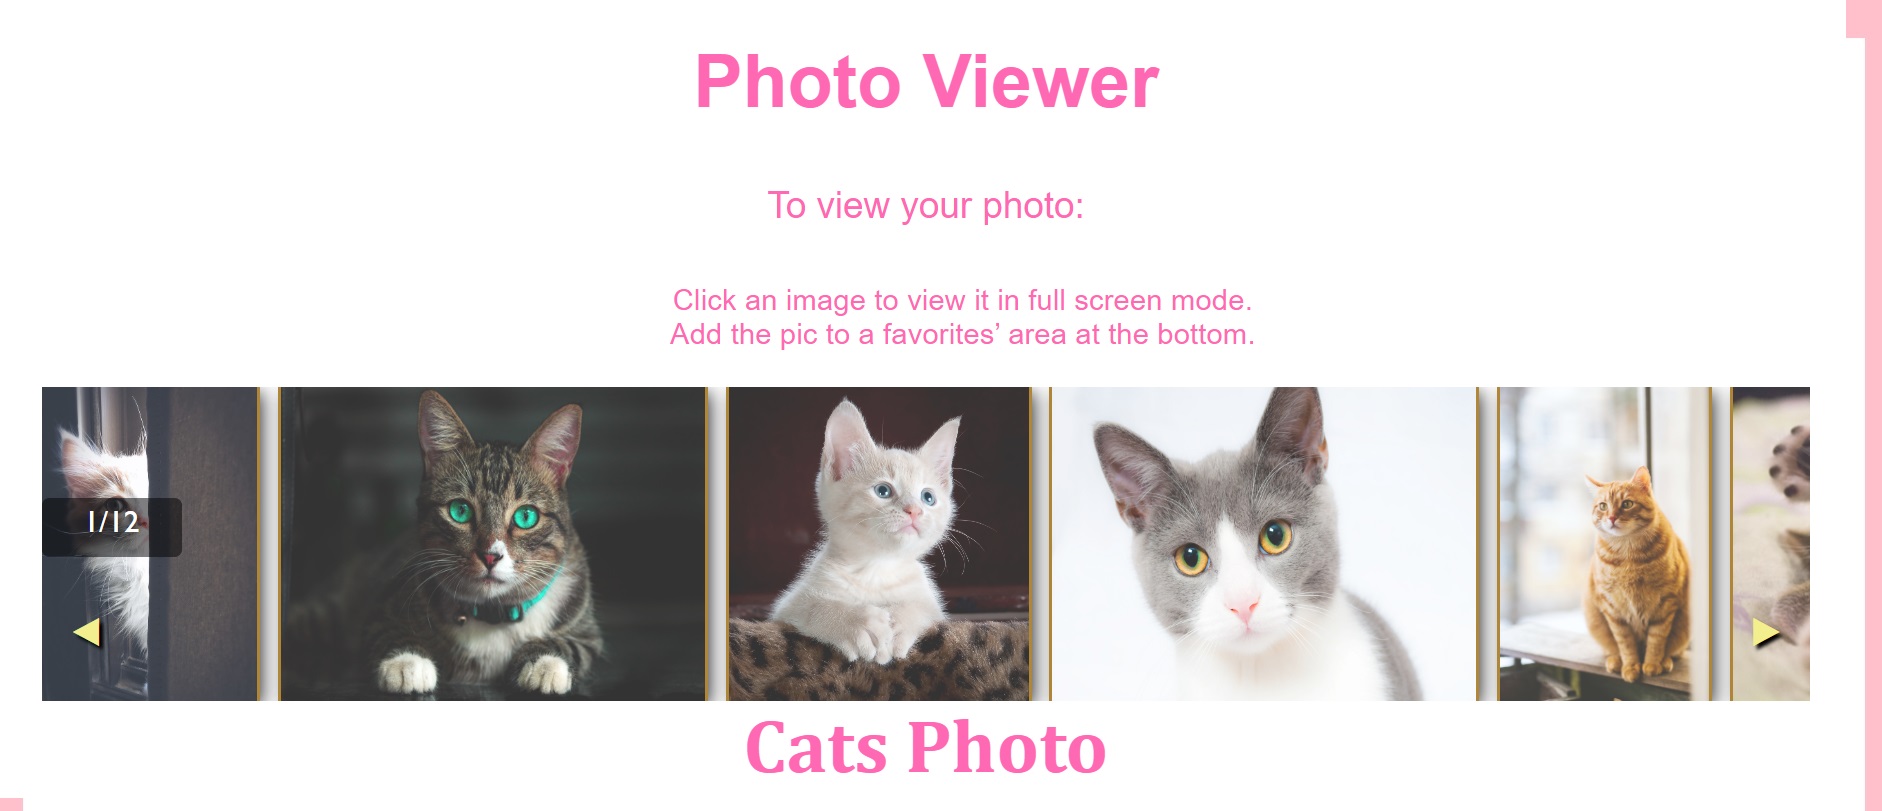 Photo Viewer
To view your photo:
Click an image to view it in full screen mode.
Add the pic to a favorites’ area at the bottom.
1/12
Cats Photo